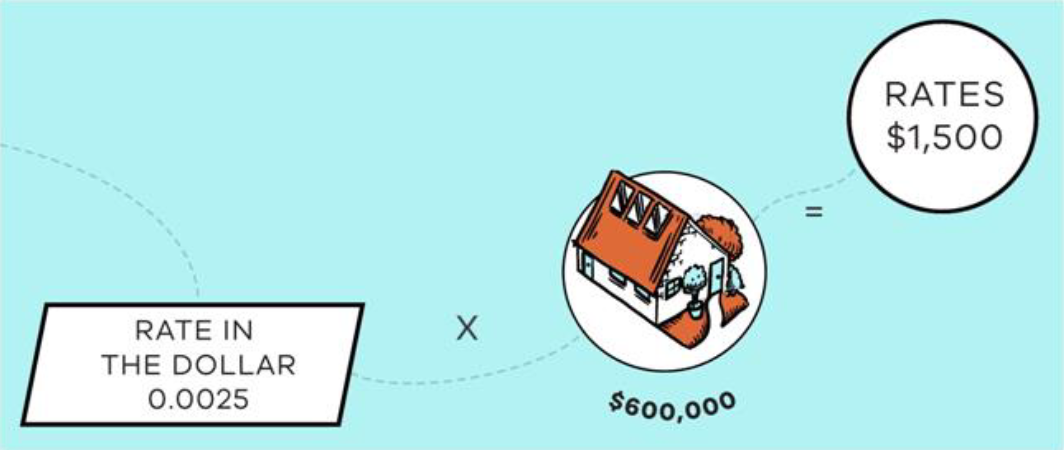 RATE IN
THE DOLLAR
0.0025
X
$600,000
=
RATES
$1,500